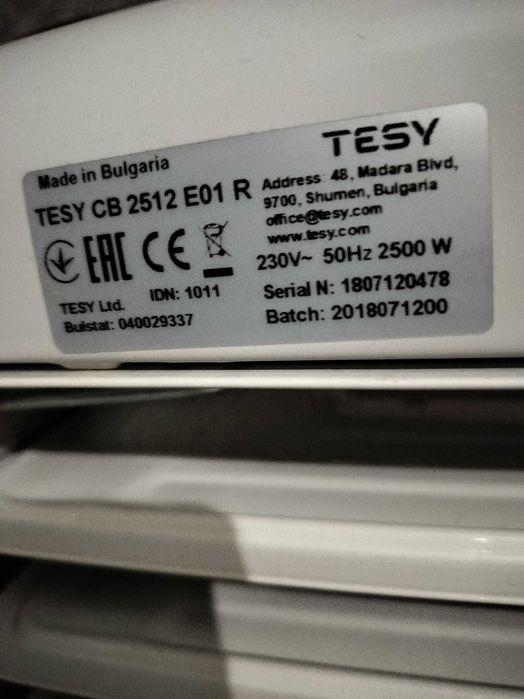 TESY
Made in Bulgaria
TESY CB 2512 E01 R
EAC CE
IDN: 1011
TESY Ltd.
Bulstat: 040029337
Address: 48, Madara Blvd,
9700, Shumen, Bulgaria
office@tesy.com
www.tesy.com
230V~ 50Hz 2500 W
Serial N: 1807120478
Batch: 2018071200